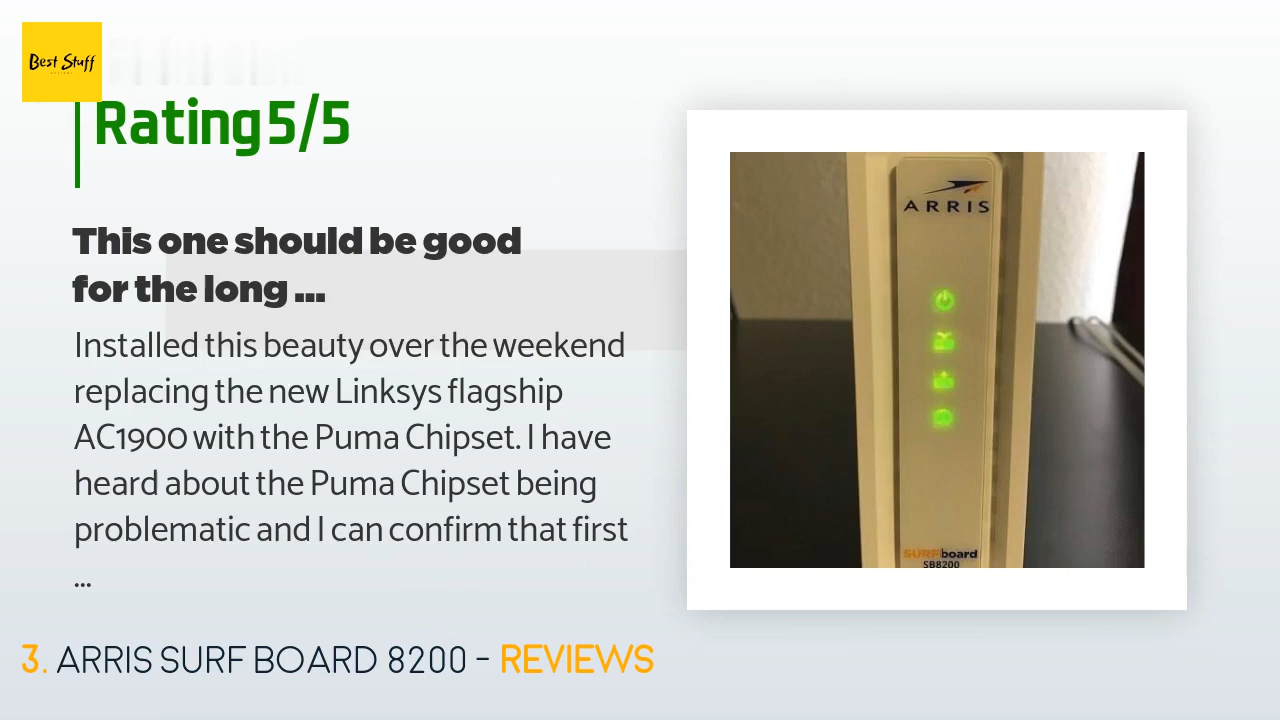 Best Stuff
Rating 5/5
This one should be good
for the long ...
Installed this beauty over the weekend
replacing the new Linksys flagship
AC1900 with the Puma Chipset. I have
heard about the Puma Chipset being
problematic and I can confirm that first
...
ARRIS
SURFboard
SB8200
3. ARRIS SURF BOARD 8200 - REVIEWS